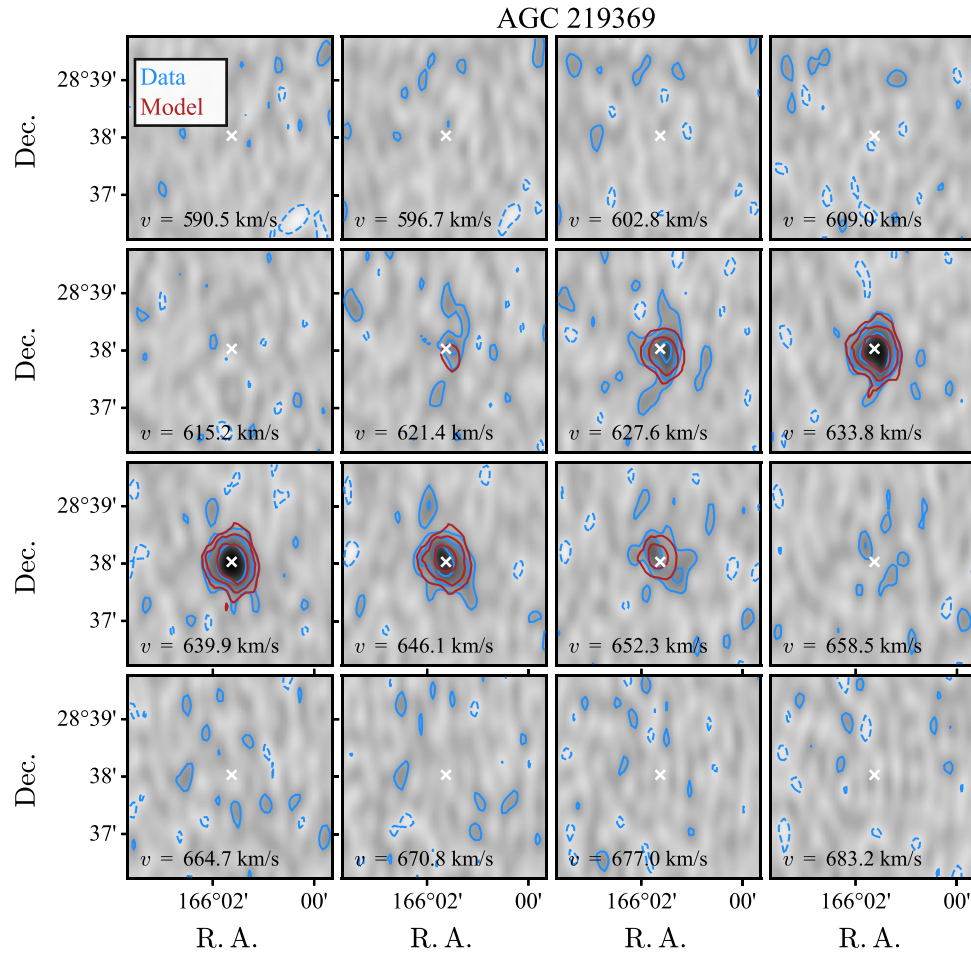 AGC 219369
Data
Model
Dec.
28°39'
38'
37'
v = 590.5 km/s
v = 596.7 km/s
v = 602.8 km/s
v = 609.0 km/s
Dec.
28°39'
38'
37'
v = 615.2 km/s
v = 621.4 km/s
v = 627.6 km/s
v = 633.8 km/s
Dec.
28°39'
38'
37'
v = 639.9 km/s
v = 646.1 km/s
v = 652.3 km/s
v = 658.5 km/s
Dec.
28°39'
38'
37'
v = 664.7 km/s
v = 670.8 km/s
v = 677.0 km/s
v = 683.2 km/s
166°02' 00' 166°02' 00' 166°02' 00' 166°02' 00'
R. A. R. A. R. A. R. A.